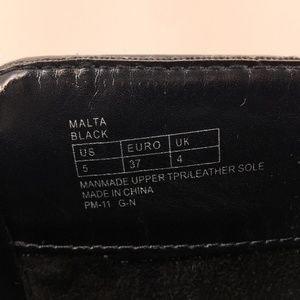 MALTA
BLACK
US EURO UK
5 37 4
MANMADE UPPER TPR/LEATHER SOLE
MADE IN CHINA
PM-11 G-N